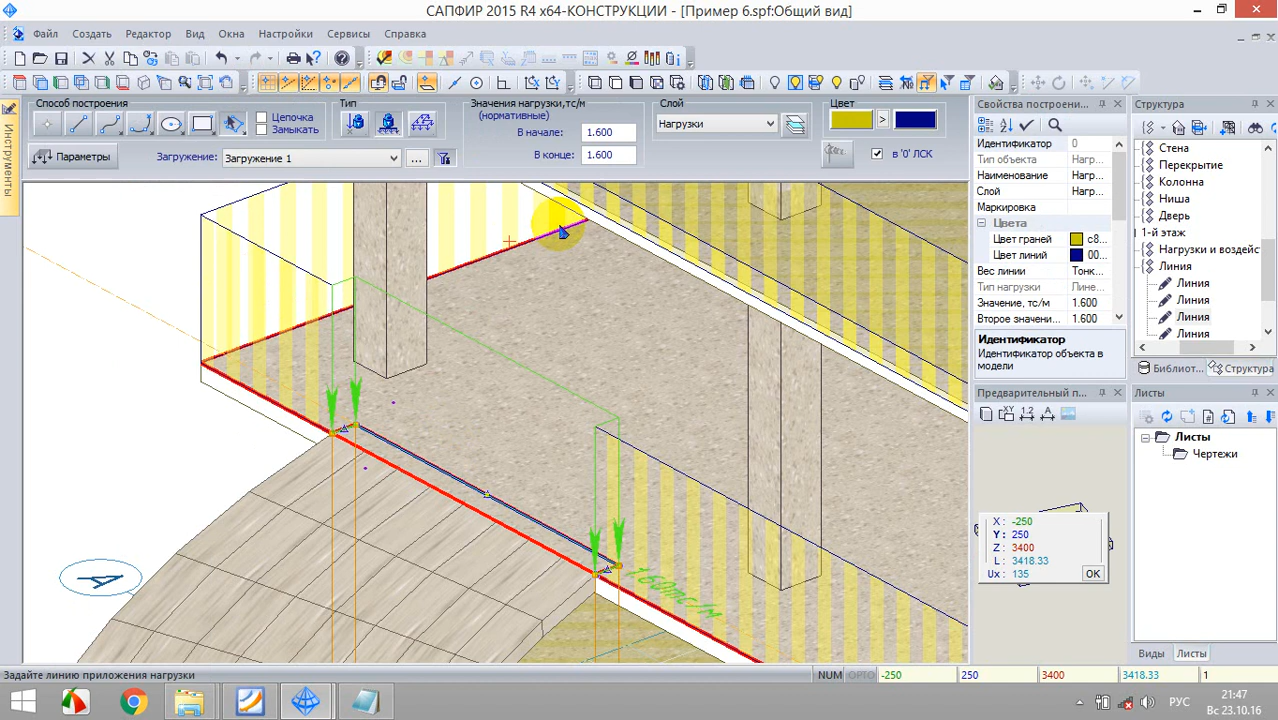 САПФИР 2015 R4 x64-КОНСТРУКЦИИ - [Пример 6.spf:Общий вид]
Файл Создать Редактор Вид Окна Настройки Сервисы Справка
Способ построения
Цепочка
Замыкать
Параметры
Тип
Значения нагрузки,тс/м
(нормативные)
В начале: 1.600
В конце: 1.600
Загружение: Загружение 1 ...
Слой
Нагрузки
Цвет
>
в '0' ЛСК
Инструменты
1.60тс/м
A
Свойства построени...
Идентификатор 0
Тип объекта Нагр...
Наименование Нагр...
Слой Нагр...
Маркировка
Цвета
Цвет граней c8...
Цвет линий 00...
Вес линии Тонк...
Тип нагрузки Лине...
Значение, тс/м 1.600
Второе значени... 1.600
Идентификатор
Идентификатор объекта в
модели
Предварительный п...
X : -250
Y : 250
Z : 3400
L : 3418.33
Uх : 135
OK
Структура
Стена
Перекрытие
Колонна
Ниша
Дверь
1-й этаж
Нагрузки и воздейс
Линия
Линия
Линия
Линия
Линия
Библиот...
Структура
Листы
Листы
Чертежи
Виды Листы
Задайте линию приложения нагрузки
NUM ОРТО -250 250 3400 3418.33 1
РУС
21:47
Вс 23.10.16